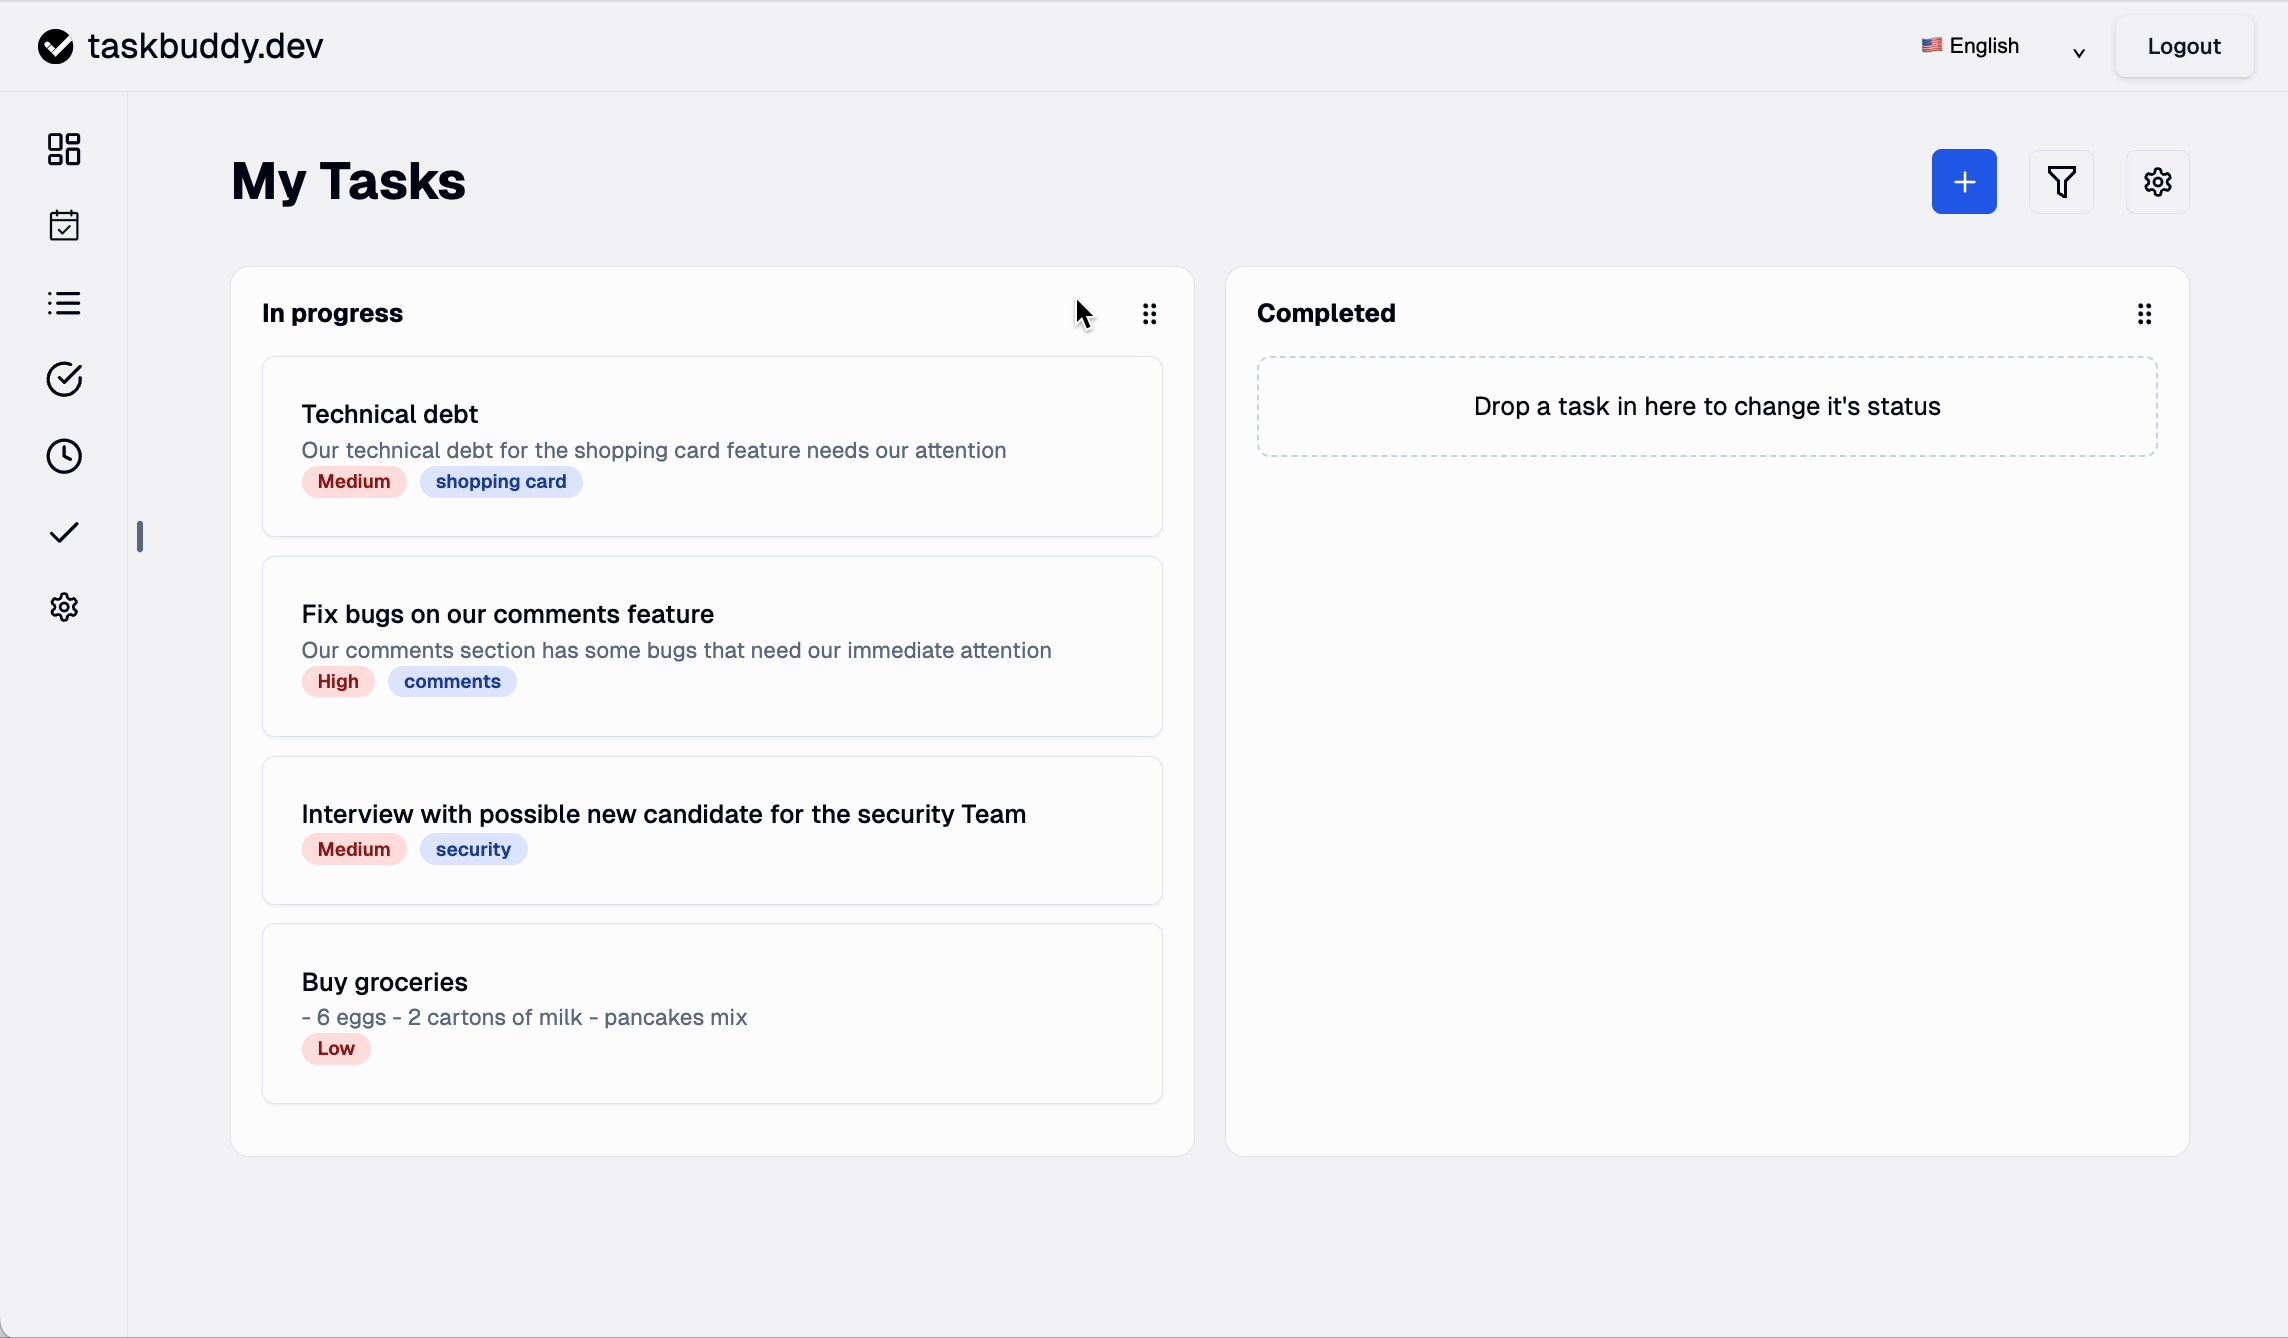 taskbuddy.dev
🇺🇸 English
Logout
My Tasks
In progress
Technical debt
Our technical debt for the shopping card feature needs our attention
Medium shopping card
Fix bugs on our comments feature
Our comments section has some bugs that need our immediate attention
High comments
Interview with possible new candidate for the security Team
Medium security
Buy groceries
- 6 eggs - 2 cartons of milk - pancakes mix
Low
Completed
Drop a task in here to change it's status